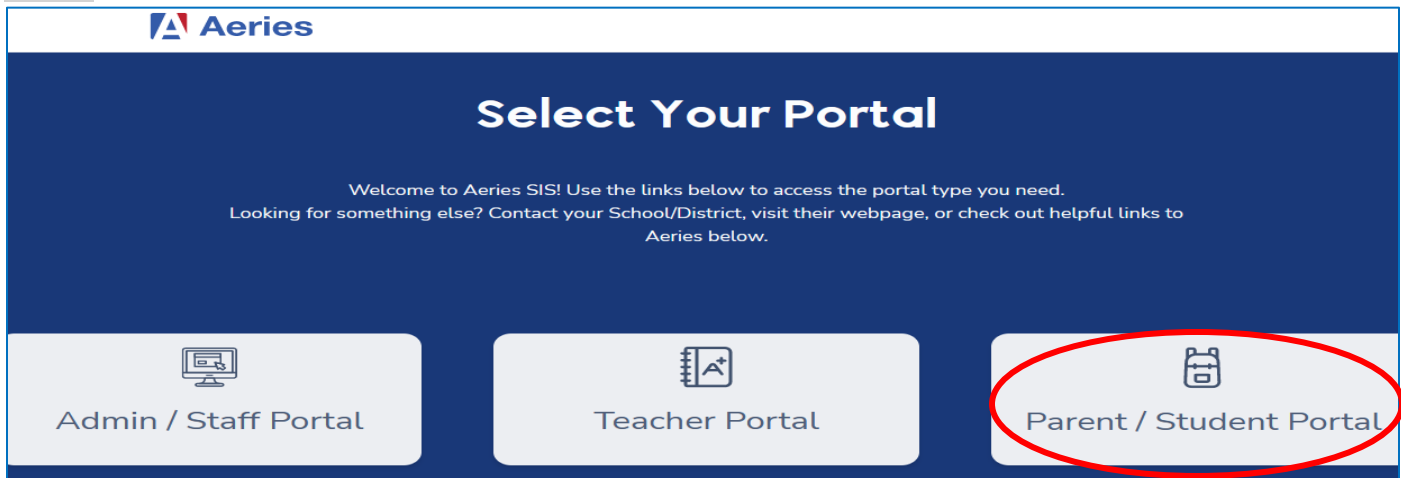 Aeries
Select Your Portal
Welcome to Aeries SIS! Use the links below to access the portal type you need.
Looking for something else? Contact your School/District, visit their webpage, or check out helpful links to
Aeries below.
A+
Admin / Staff Portal
Teacher Portal
Parent / Student Portal